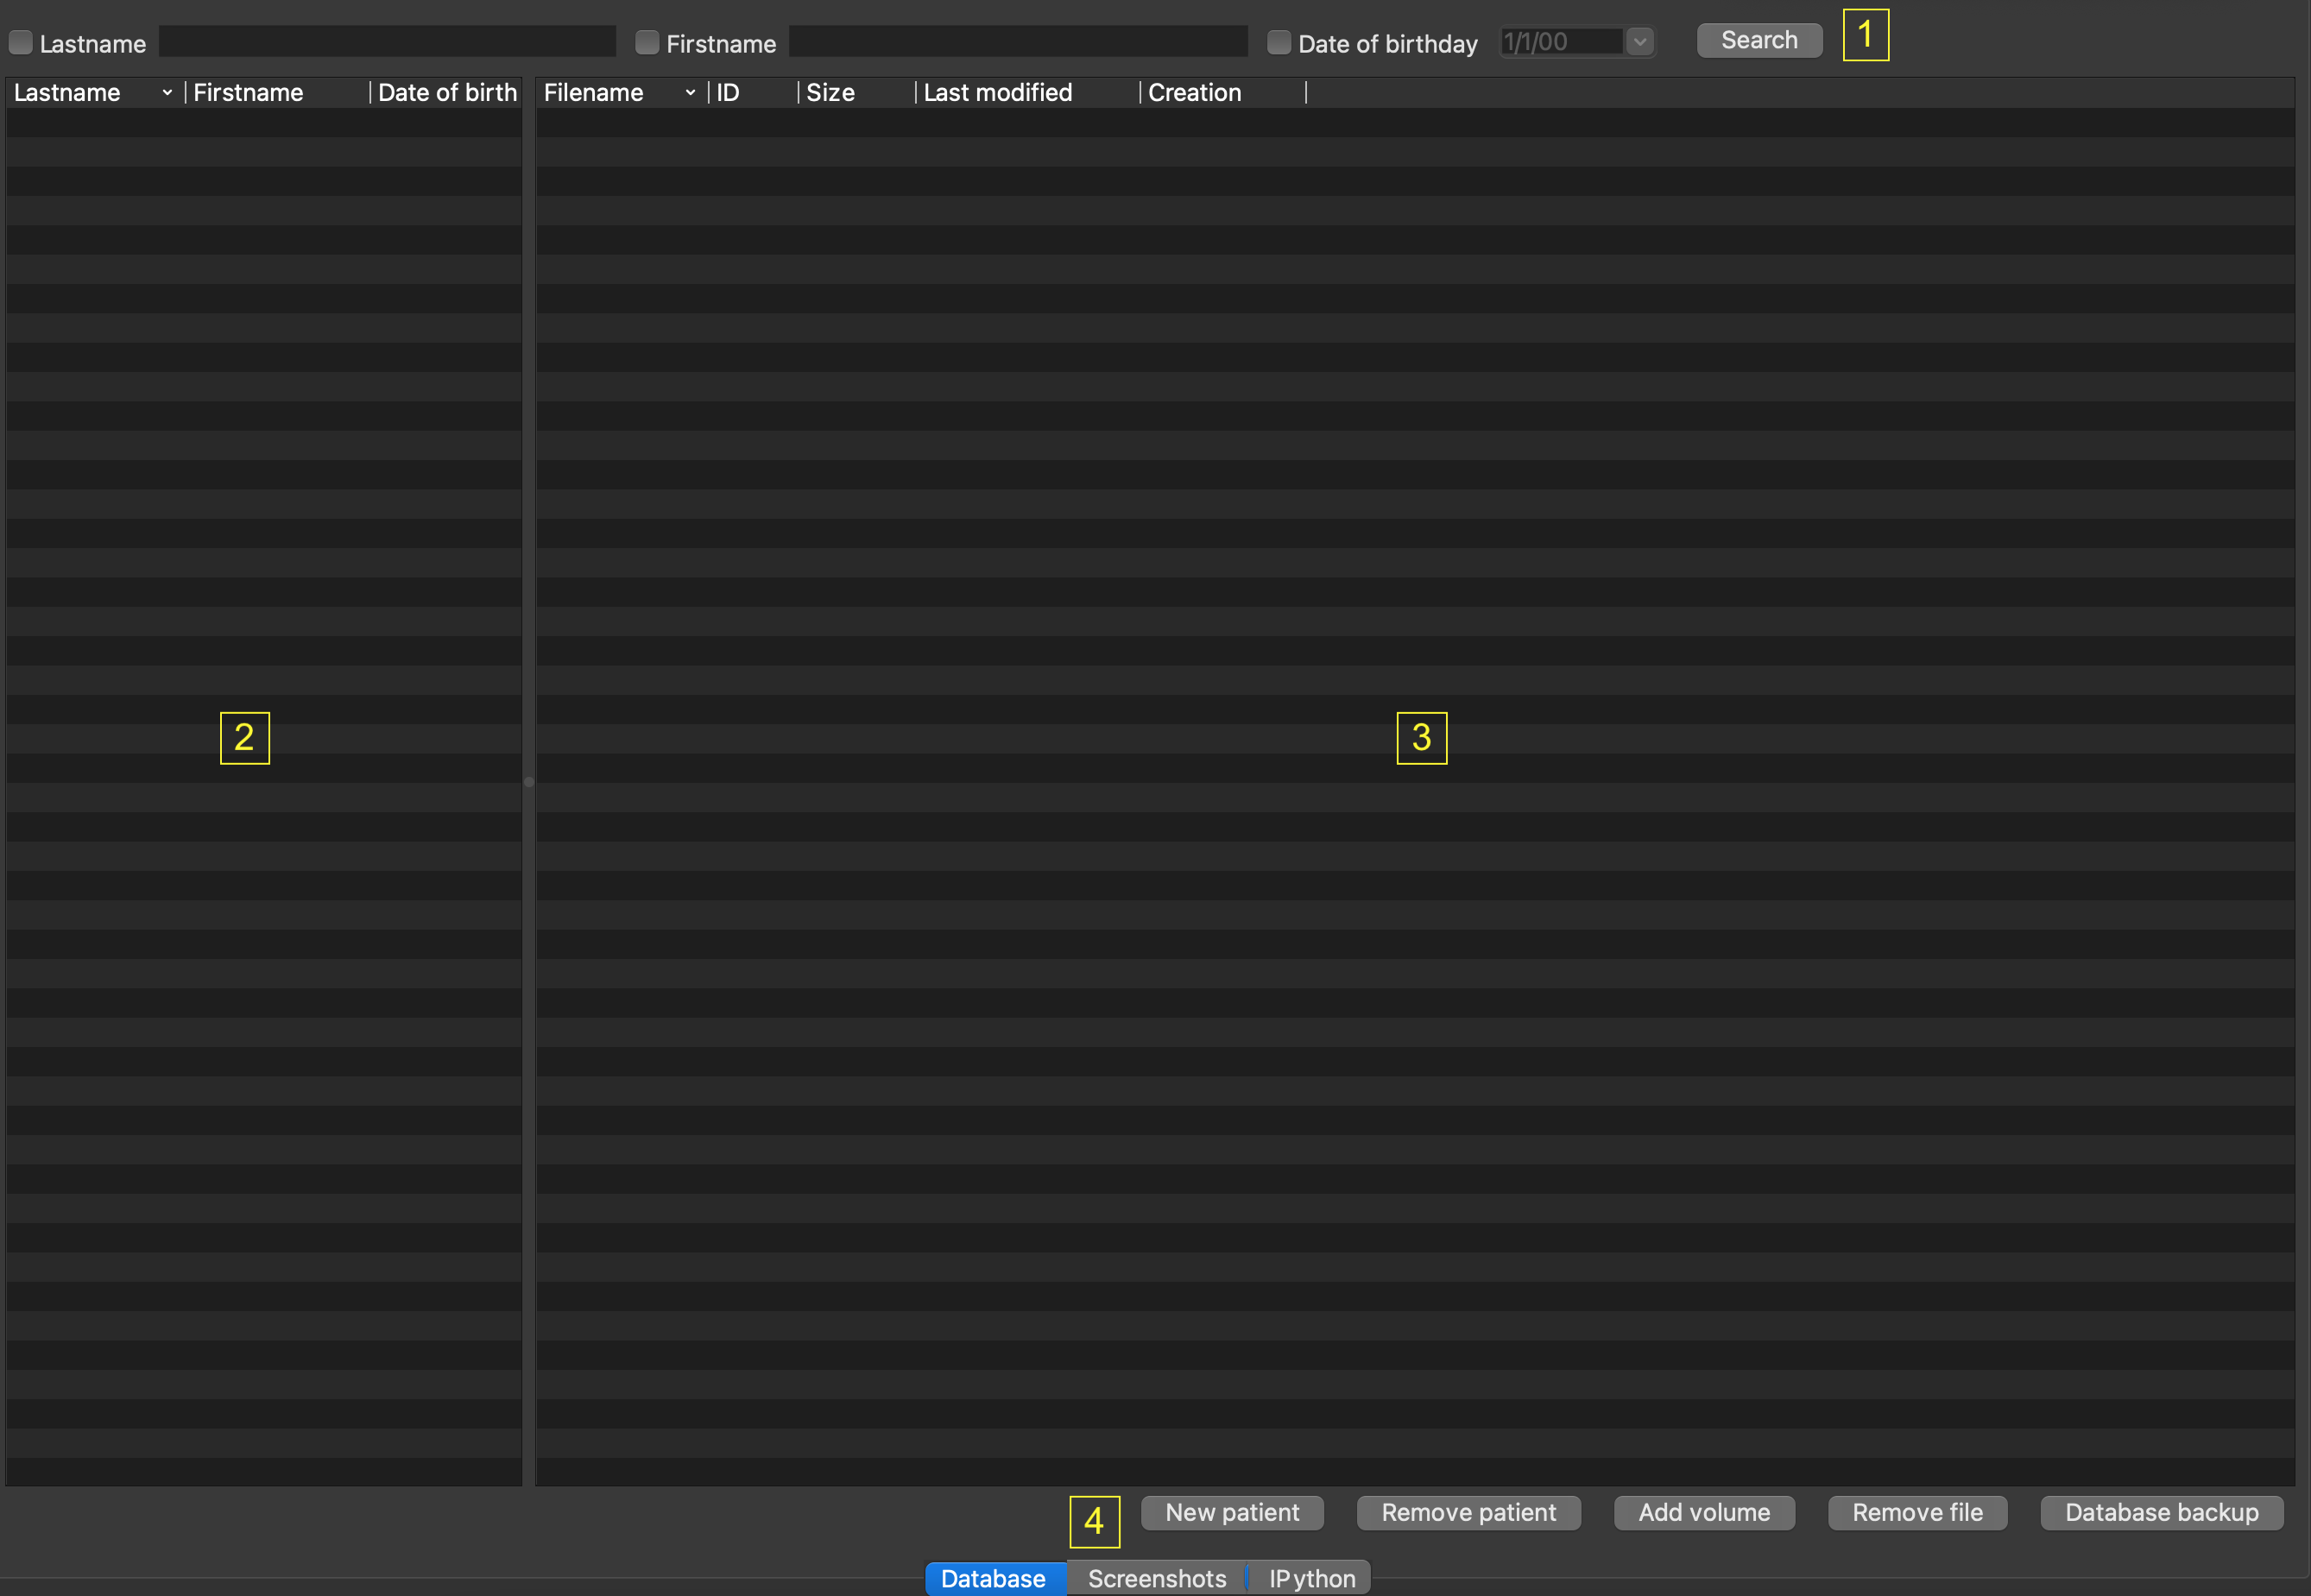 Lastname Firstname Date of birthday 1/1/00 Search 1
Lastname Firstname Date of birth Filename ID Size Last modified Creation
2 3
4 New patient Remove patient Add volume Remove file Database backup
Database Screenshots IPython